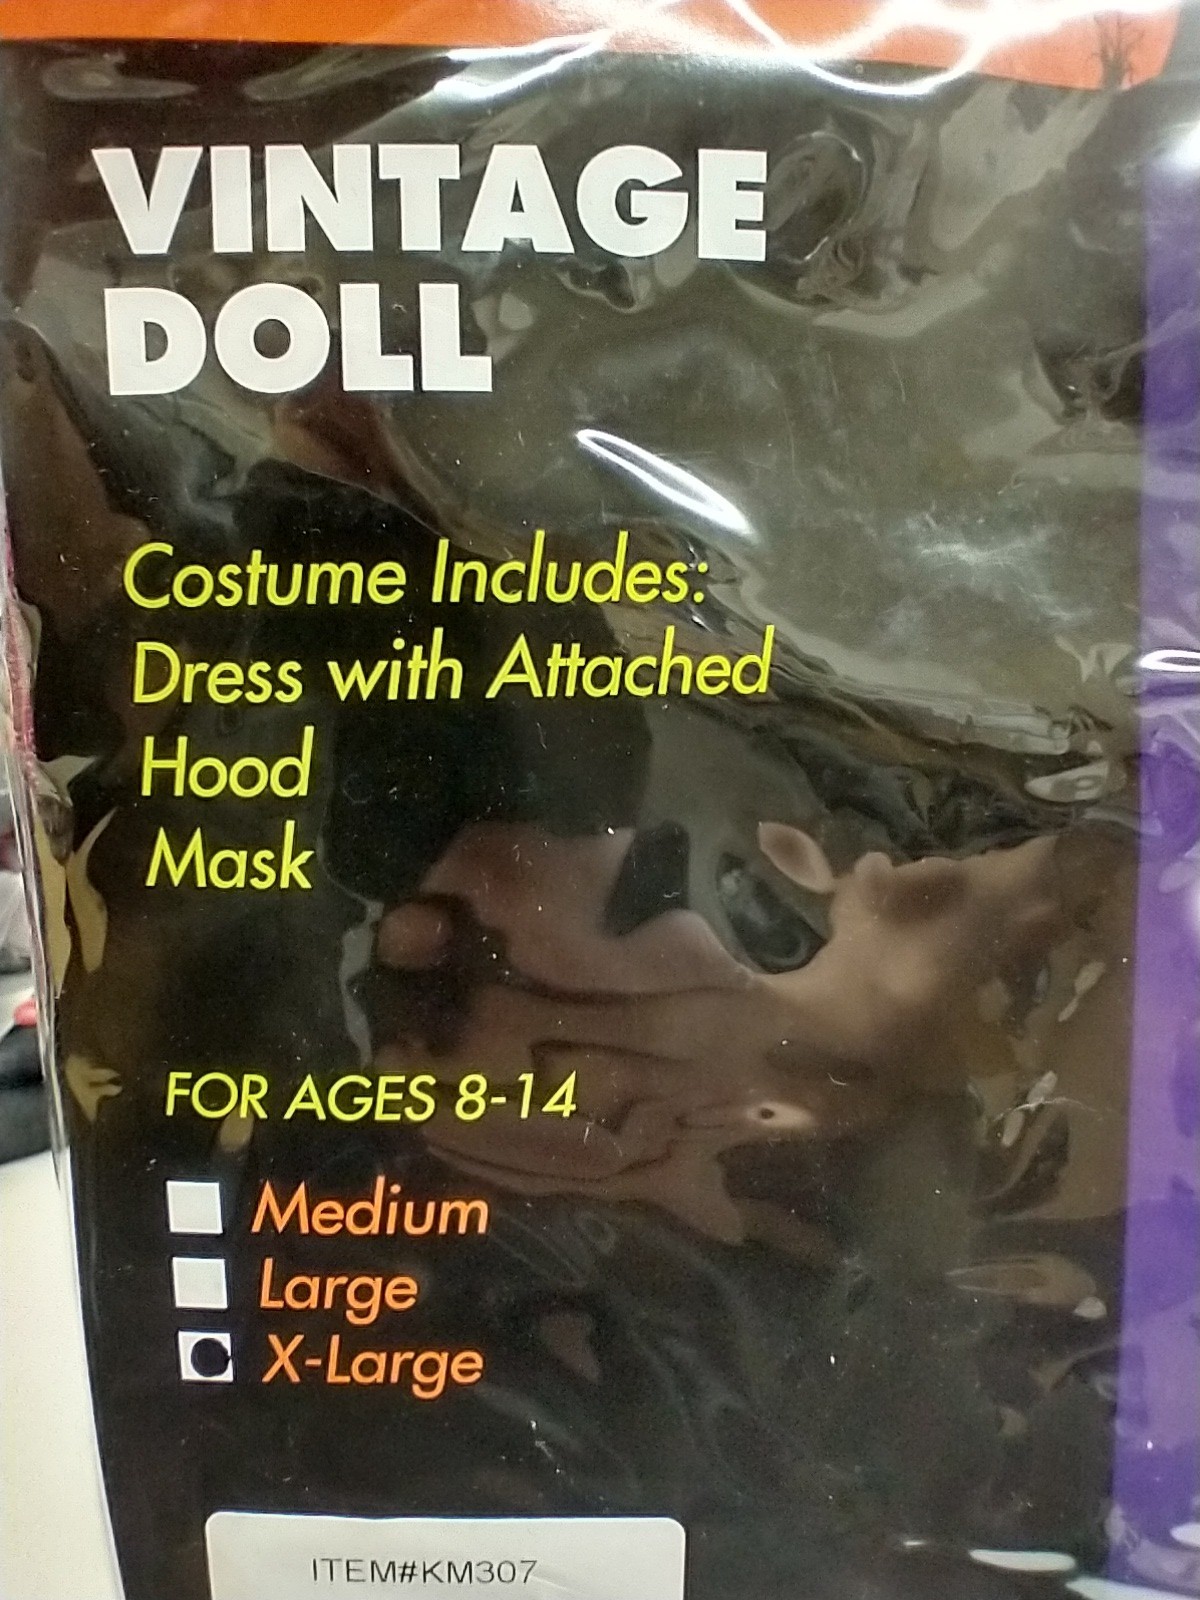 VINTAGE
DOLL
Costume Includes:
Dress with Attached
Hood
Mask
FOR AGES 8-14
Medium
Large
X-Large
ITEM#KM307